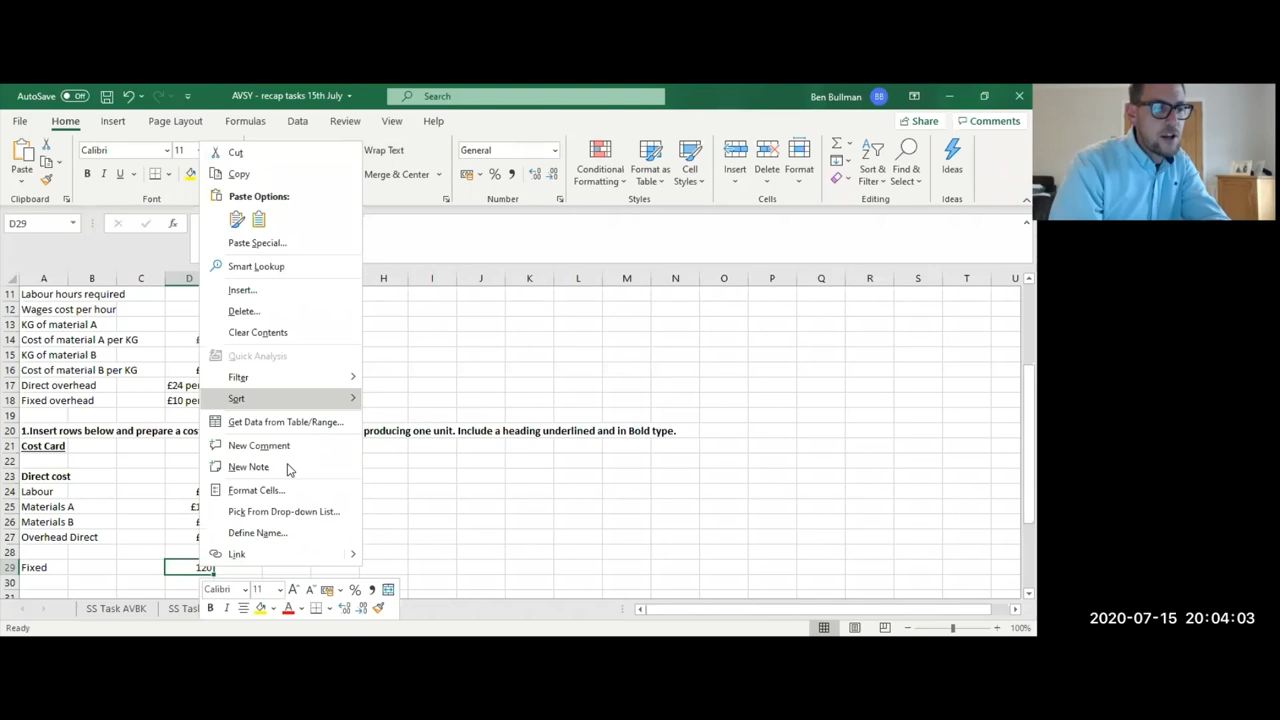 AutoSave Off AVSY - recap tasks 15th July Search Ben Bullman BB
File Home Insert Page Layout Formulas Data Review View Help Share Comments
Paste
Clipboard
Calibri 11
B I U
Font
Wrap Text
Merge & Center
General
% ,
Number
Conditional Formatting
Format as Table
Cell Styles
Styles
Insert
Delete
Format
Cells
Sort & Filter
Find & Select
Editing
Ideas
Ideas
D29 fx
Cut
Copy
Paste Options:
Paste Special...
Smart Lookup
Insert...
Delete...
Clear Contents
Quick Analysis
Filter
Sort
Get Data from Table/Range...
New Comment
New Note
Format Cells...
Pick From Drop-down List...
Define Name...
Link
A B C D H I J K L M N O P Q R S T U
11 Labour hours required
12 Wages cost per hour
13 KG of material A
14 Cost of material A per KG £
15 KG of material B
16 Cost of material B per KG £
17 Direct overhead £24 per
18 Fixed overhead £10 per
19
20 1.Insert rows below and prepare a cos producing one unit. Include a heading underlined and in Bold type.
21 Cost Card
22
23 Direct cost
24 Labour £
25 Materials A £1
26 Materials B £
27 Overhead Direct £
28
29 Fixed 120
30
31
Calibri 11 A A % ,
B I A
SS Task AVBK SS Tas
Ready 100%
2020-07-15 20:04:03